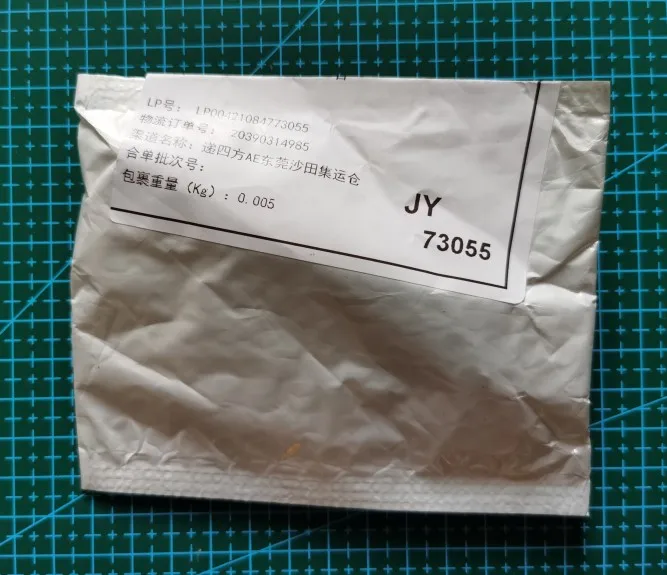 LP号: LP00421084773055
物流订单号: 20390314985
渠道名称: 递四方AE东莞沙田集运仓
合单批次号:
包裹重量 (Kg) : 0.005
JY
73055